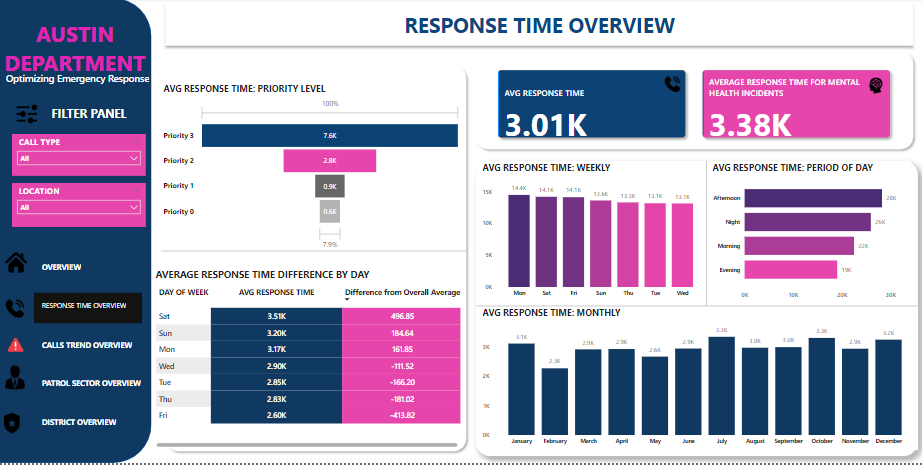 AUSTIN
DEPARTMENT
Optimizing Emergency Response
FILTER PANEL
CALL TYPE
All
LOCATION
All
OVERVIEW
RESPONSE TIME OVERVIEW
CALLS TREND OVERVIEW
PATROL SECTOR OVERVIEW
DISTRICT OVERVIEW
RESPONSE TIME OVERVIEW
AVG RESPONSE TIME: PRIORITY LEVEL
100%
Priority 3 7.6K
Priority 2 2.8K
Priority 1 0.9K
Priority 0 0.6K
7.9%
AVERAGE RESPONSE TIME DIFFERENCE BY DAY
DAY OF WEEK AVG RESPONSE TIME Difference from Overall Average
Sat 3.51K 496.85
Sun 3.20K 184.64
Mon 3.17K 161.85
Wed 2.90K -111.52
Tue 2.85K -166.20
Thu 2.83K -181.02
Fri 2.60K -413.82
AVG RESPONSE TIME
3.01K
AVERAGE RESPONSE TIME FOR MENTAL
HEALTH INCIDENTS
3.38K
AVG RESPONSE TIME: WEEKLY
14.4K 14.1K 14.1K 13.6K 13.3K 13.1K 13.1K
15K
10K
5K
0K
Mon Sat Fri Sun Thu Tue Wed
AVG RESPONSE TIME: PERIOD OF DAY
Afternoon 28K
Night 26K
Morning 22K
Evening 19K
0K 10K 20K 30K
AVG RESPONSE TIME: MONTHLY
3.1K 2.3K 2.9K 2.9K 2.6K 2.9K 3.3K 3.0K 3.0K 3.3K 2.9K 3.2K
3K
2K
1K
0K
January February March April May June July August September October November December